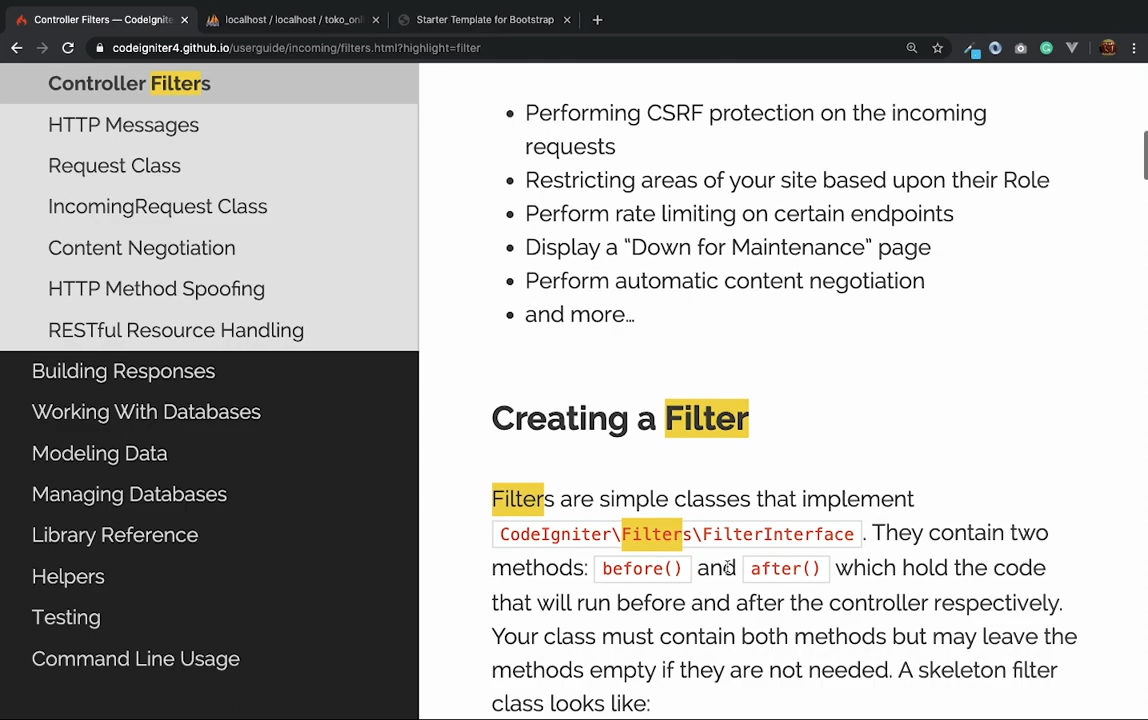 Controller Filters — CodeIgnite
localhost / localhost / toko_onl
Starter Template for Bootstrap
codeigniter4.github.io/userguide/incoming/filters.html?highlight=filter
Controller Filters
HTTP Messages
Request Class
IncomingRequest Class
Content Negotiation
HTTP Method Spoofing
RESTful Resource Handling
Building Responses
Working With Databases
Modeling Data
Managing Databases
Library Reference
Helpers
Testing
Command Line Usage
• Performing CSRF protection on the incoming
requests
• Restricting areas of your site based upon their Role
• Perform rate limiting on certain endpoints
• Display a “Down for Maintenance” page
• Perform automatic content negotiation
• and more…
Creating a Filter
Filters are simple classes that implement
CodeIgniter\Filters\FilterInterface . They contain two
methods: before() and after() which hold the code
that will run before and after the controller respectively.
Your class must contain both methods but may leave the
methods empty if they are not needed. A skeleton filter
class looks like: